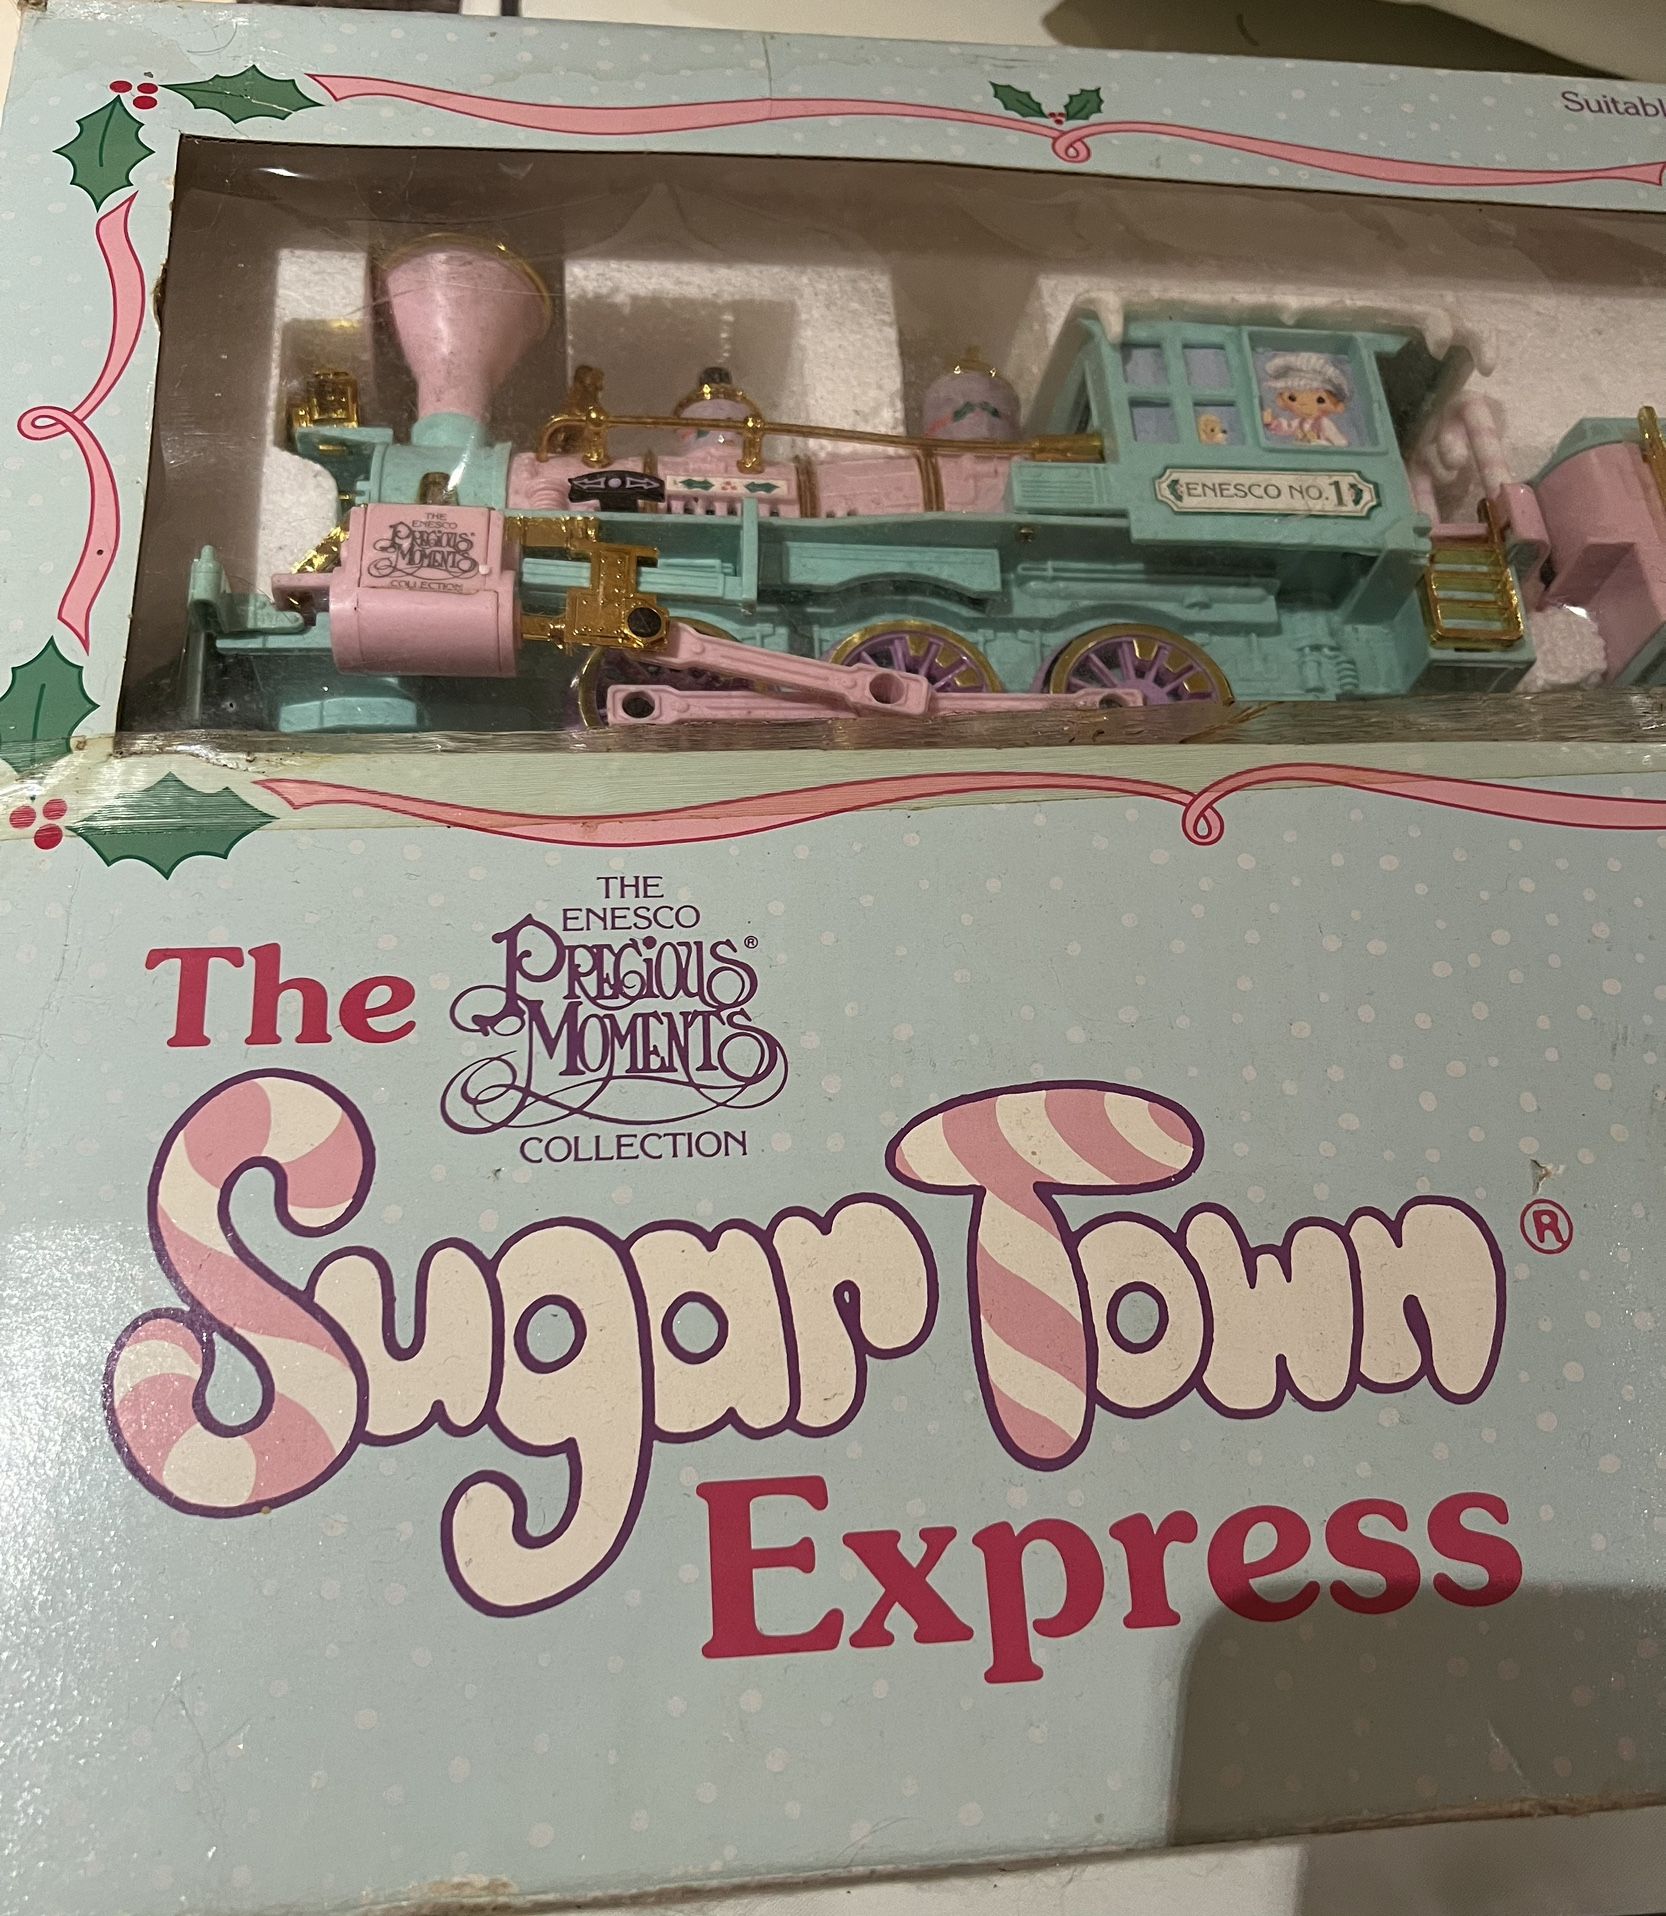 Suitabl
ENESCO NO. 1
THE
ENESCO
PRECIOUS®
MOMENTS
COLLECTION
THE
ENESCO
PRECIOUS®
MOMENTS
COLLECTION
The
Sugar Town®
Express